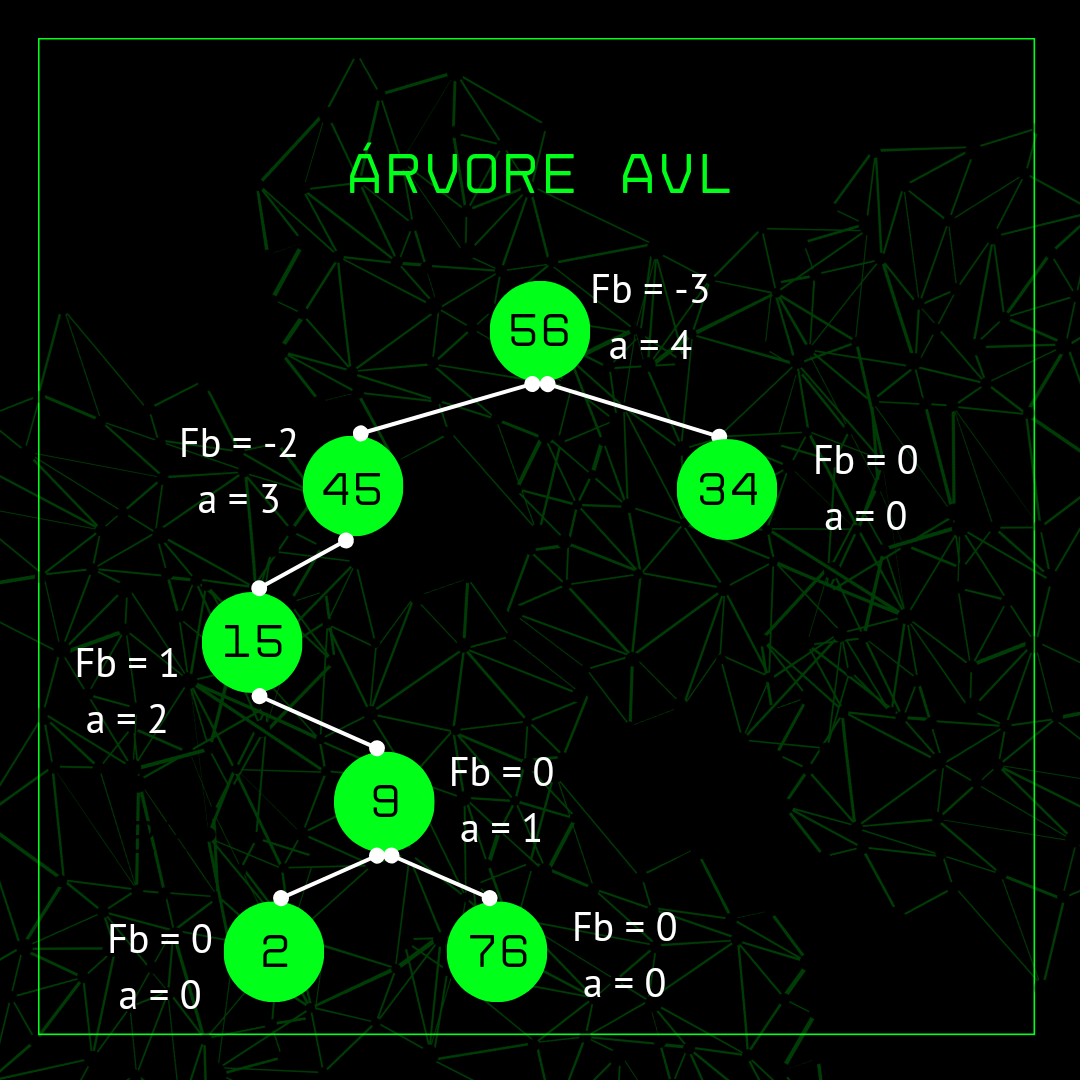 ÁRVORE AVL
56
Fb = -3
a = 4
Fb = -2
a = 3
45
34
Fb = 0
a = 0
15
Fb = 1
a = 2
9
Fb = 0
a = 1
Fb = 0
a = 0
2
76
Fb = 0
a = 0